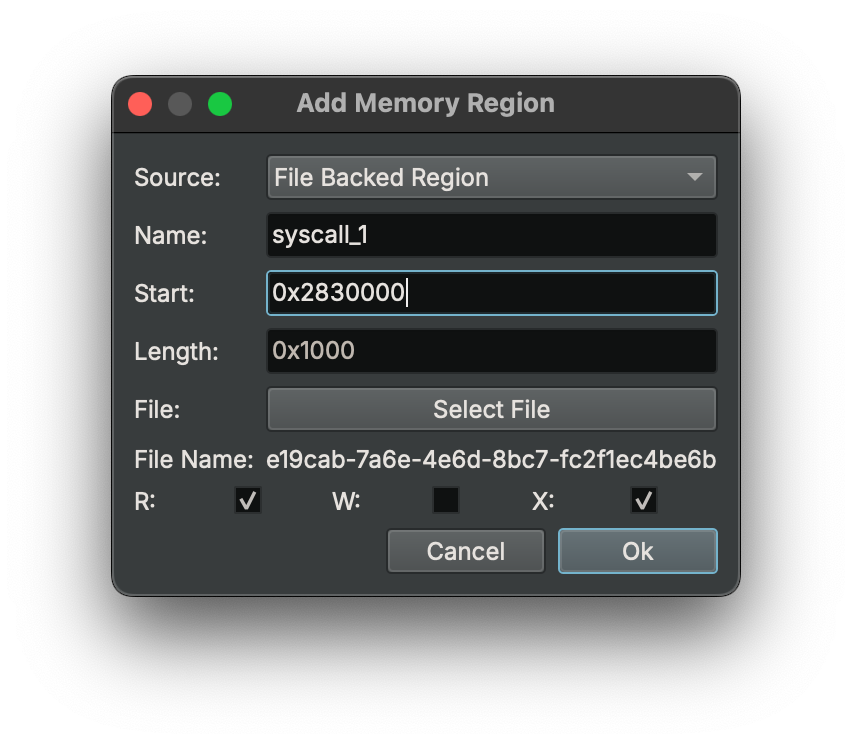 Add Memory Region
Source: File Backed Region
Name: syscall_1
Start: 0x2830000
Length: 0x1000
File: Select File
File Name: e19cab-7a6e-4e6d-8bc7-fc2f1ec4be6b
R: W: X:
Cancel Ok